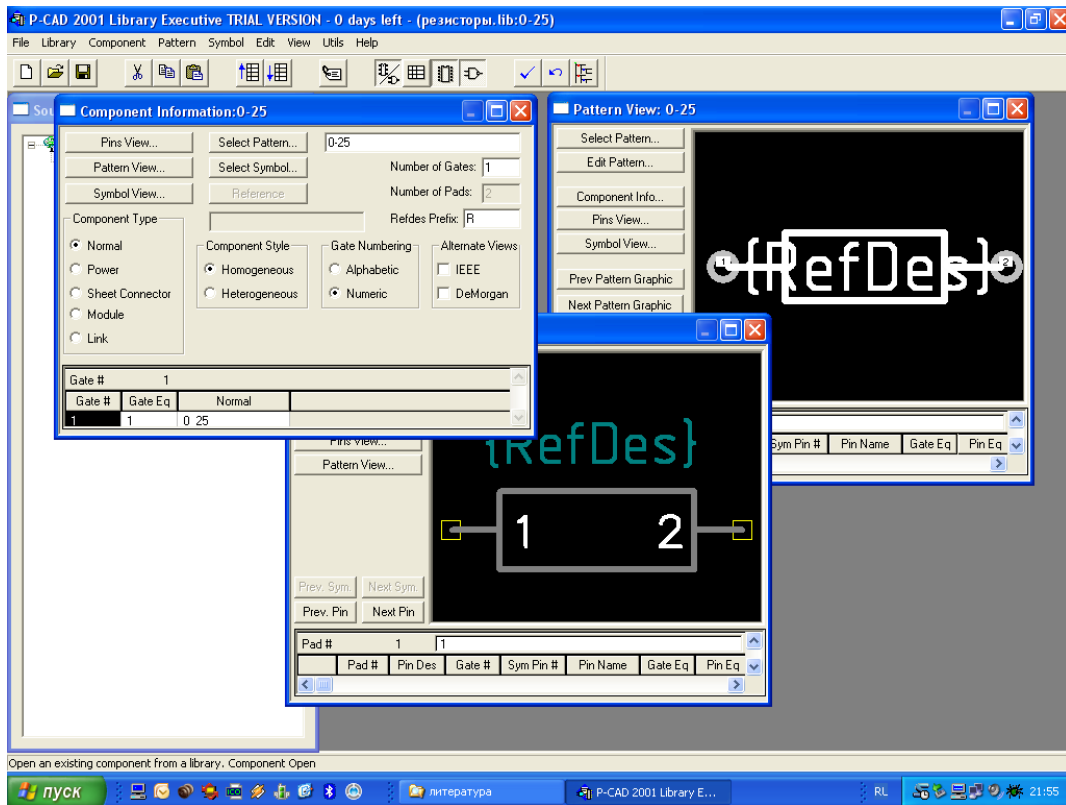 P-CAD 2001 Library Executive TRIAL VERSION - 0 days left - (резисторы.lib:0-25)
File Library Component Pattern Symbol Edit View Utils Help
Sou
Component Information:0-25
Pins View... Select Pattern... 0-25
Pattern View... Select Symbol... Number of Gates: 1
Symbol View... Reference Number of Pads: 2
Component Type Refdes Prefix: R
Normal Component Style Gate Numbering Alternate Views
Power Homogeneous Alphabetic IEEE
Sheet Connector Heterogeneous Numeric DeMorgan
Module
Link
Gate # 1
Gate # Gate Eq Normal
1 1 0_25
Pattern View: 0-25
Select Pattern...
Edit Pattern...
Component Info...
Pins View...
Symbol View...
Prev Pattern Graphic
Next Pattern Graphic
1 {RefDes} 2
Sym Pin # Pin Name Gate Eq Pin Eq
Pins View...
Pattern View...
{RefDes}
1 2
Prev. Sym. Next Sym.
Prev. Pin Next Pin
Pad # 1 1
Pad # Pin Des Gate # Sym Pin # Pin Name Gate Eq Pin Eq
Open an existing component from a library. Component Open
пуск литература P-CAD 2001 Library E... RL 21:55